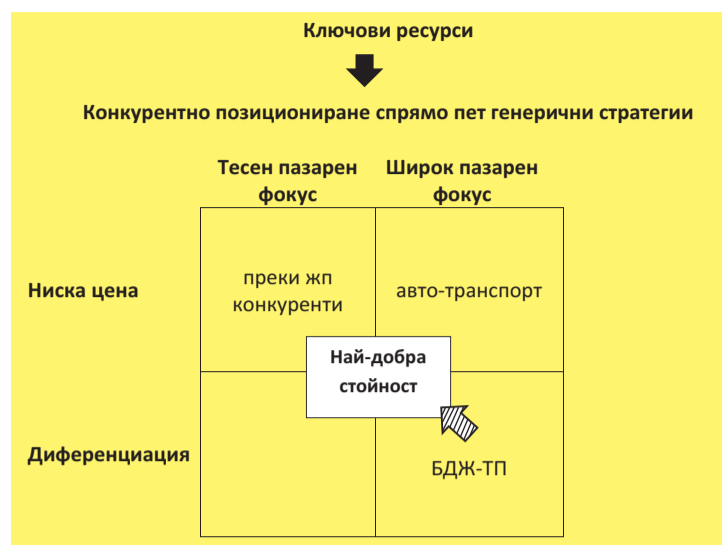 Ключови ресурси
Конкурентно позициониране спрямо пет генерични стратегии
Тесен пазарен
фокус
Широк пазарен
фокус
Ниска цена
преки жп
конкуренти
авто-транспорт
Най-добра
стойност
Диференциация
БДЖ-ТП